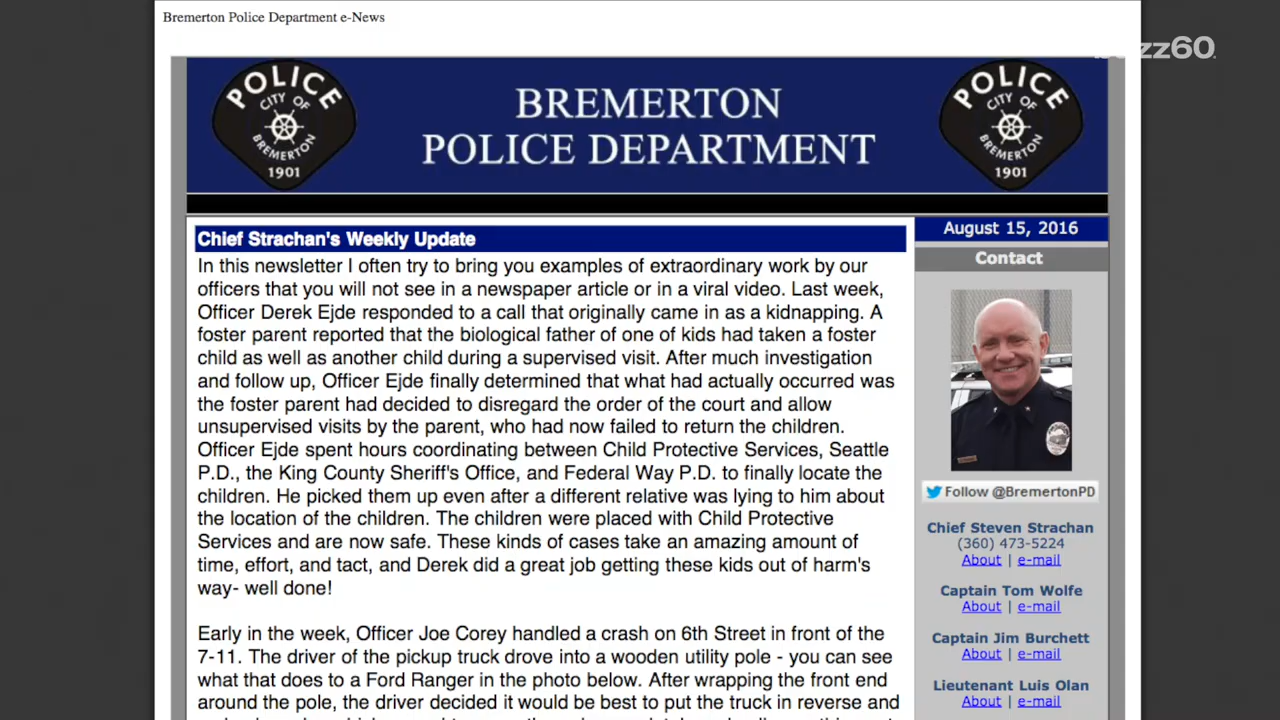 Bremerton Police Department e-News
zz60
POLICE
CITY OF
BREMERTON
1901
BREMERTON
POLICE DEPARTMENT
POLICE
CITY OF
BREMERTON
1901
Chief Strachan's Weekly Update
In this newsletter I often try to bring you examples of extraordinary work by our
officers that you will not see in a newspaper article or in a viral video. Last week,
Officer Derek Ejde responded to a call that originally came in as a kidnapping. A
foster parent reported that the biological father of one of kids had taken a foster
child as well as another child during a supervised visit. After much investigation
and follow up, Officer Ejde finally determined that what had actually occurred was
the foster parent had decided to disregard the order of the court and allow
unsupervised visits by the parent, who had now failed to return the children.
Officer Ejde spent hours coordinating between Child Protective Services, Seattle
P.D., the King County Sheriff's Office, and Federal Way P.D. to finally locate the
children. He picked them up even after a different relative was lying to him about
the location of the children. The children were placed with Child Protective
Services and are now safe. These kinds of cases take an amazing amount of
time, effort, and tact, and Derek did a great job getting these kids out of harm's
way- well done!
Early in the week, Officer Joe Corey handled a crash on 6th Street in front of the
7-11. The driver of the pickup truck drove into a wooden utility pole - you can see
what that does to a Ford Ranger in the photo below. After wrapping the front end
around the pole, the driver decided it would be best to put the truck in reverse and
August 15, 2016
Contact
Follow @BremertonPD
Chief Steven Strachan
(360) 473-5224
About | e-mail
Captain Tom Wolfe
About | e-mail
Captain Jim Burchett
About | e-mail
Lieutenant Luis Olan
About | e-mail